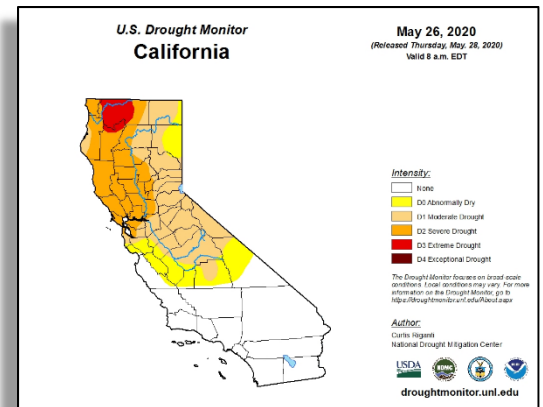 U.S. Drought Monitor
California
May 26, 2020
(Released Thursday, May. 28, 2020)
Valid 8 a.m. EDT
Intensity:
None
D0 Abnormally Dry
D1 Moderate Drought
D2 Severe Drought
D3 Extreme Drought
D4 Exceptional Drought
The Drought Monitor focuses on broad-scale
conditions. Local conditions may vary. For more
information on the Drought Monitor, go to
https://droughtmonitor.unl.edu/About.aspx
Author:
Curtis Riganti
National Drought Mitigation Center
USDA
NDMC
droughtmonitor.unl.edu